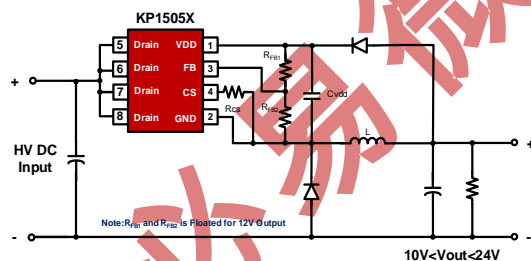 KP1505X
5 Drain VDD 1
6 Drain FB 3
7 Drain CS 4
8 Drain GND 2
RFB1
RFB2
Rcs
Cvdd
L
+
HV DC
Input
-
+
-
Note:RFB1 and RFB2 is Floated for 12V Output
10V<Vout<24V